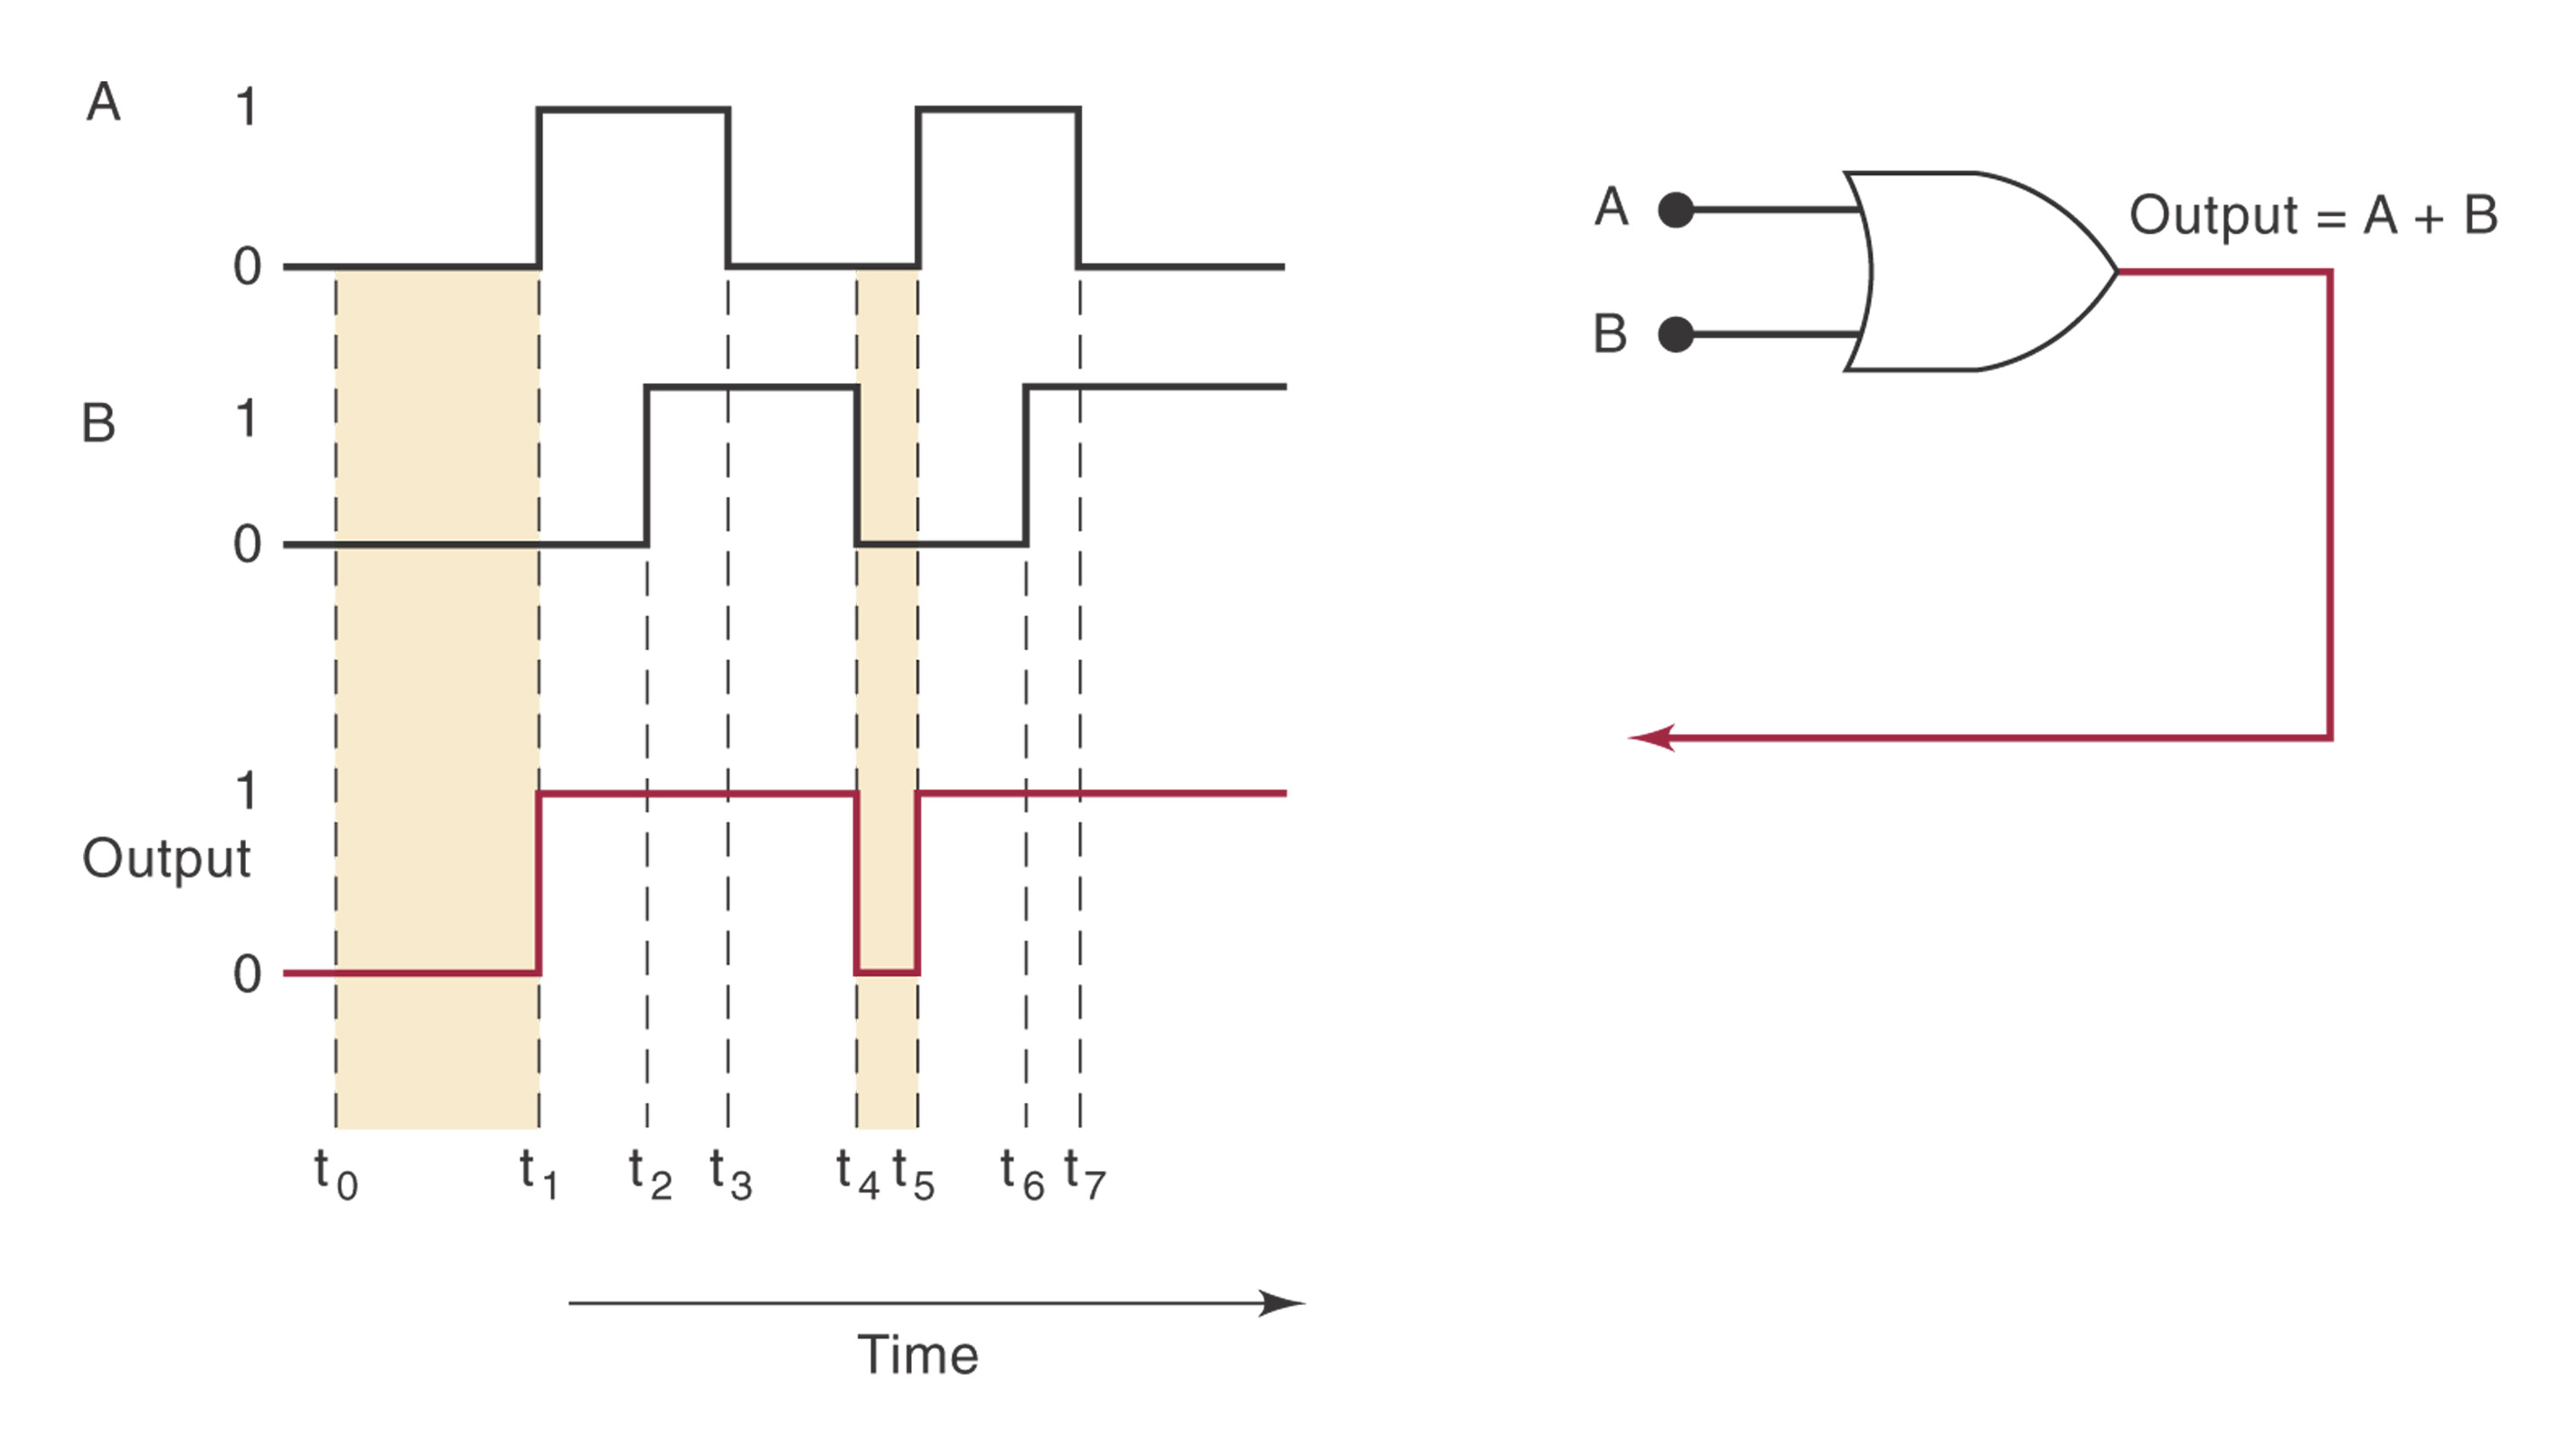 A 1
0
B 1
0
1
Output
0
t0 t1 t2 t3 t4 t5 t6 t7
Time
A
B
Output = A + B